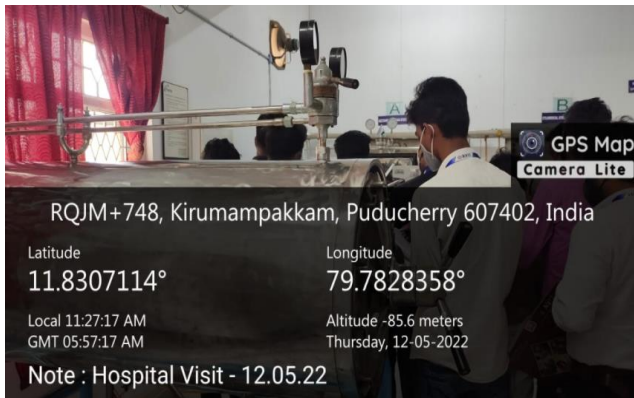 A
B
GPS Map
Camera Lite
RQJM+748, Kirumampakkam, Puducherry 607402, India
Latitude
11.8307114°
Longitude
79.7828358°
Local 11:27:17 AM
GMT 05:57:17 AM
Altitude -85.6 meters
Thursday, 12-05-2022
Note : Hospital Visit - 12.05.22